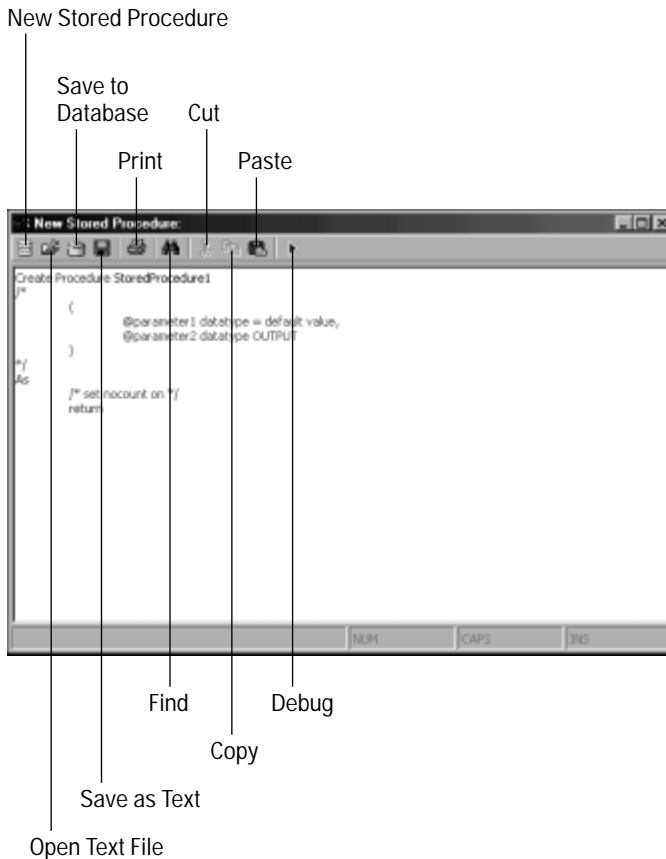 New Stored Procedure
Save to
Database
Cut
Print
Paste
New Stored Procedure:
Create Procedure StoredProcedure1
/*
(
@parameter1 datatype = default value,
@parameter2 datatype OUTPUT
)
*/
As
/* set nocount on */
return
NUM
CAPS
INS
Find
Debug
Copy
Save as Text
Open Text File